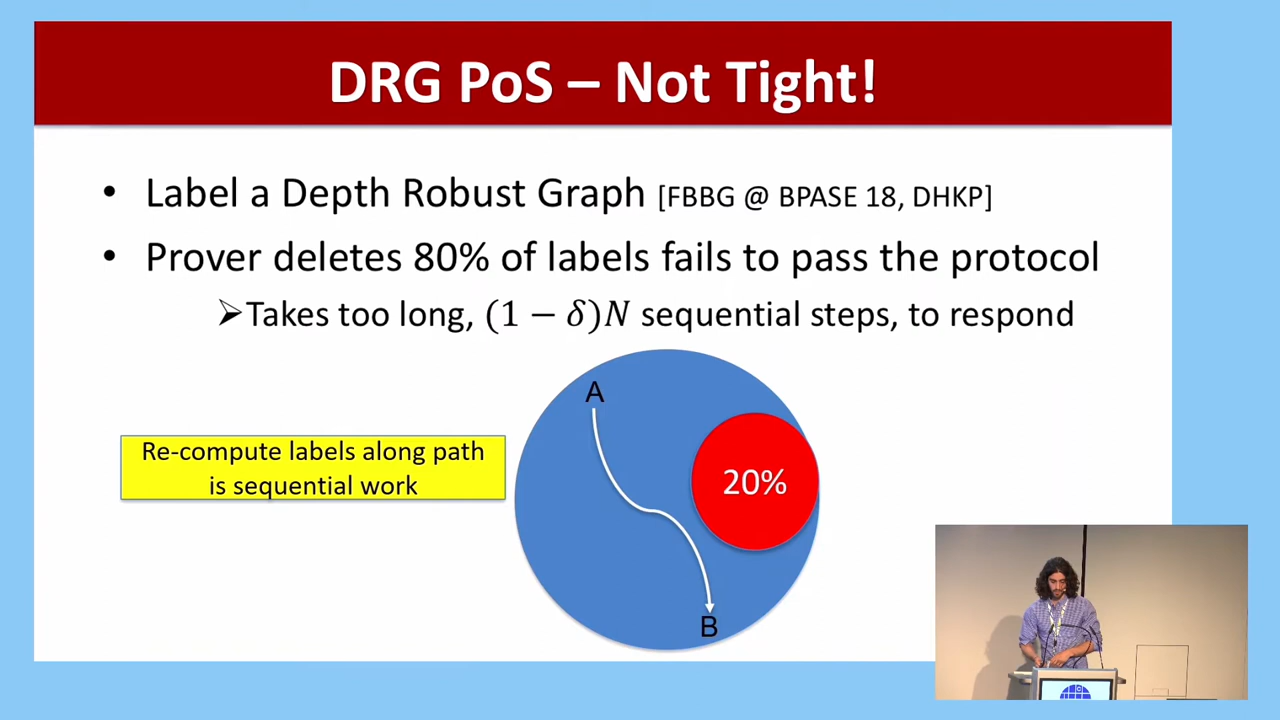 DRG PoS – Not Tight!
• Label a Depth Robust Graph [FBBG @ BPASE 18, DHKP]
• Prover deletes 80% of labels fails to pass the protocol
➢Takes too long, (1 − 𝛿)𝑁 sequential steps, to respond
A
Re-compute labels along path
is sequential work
20%
B